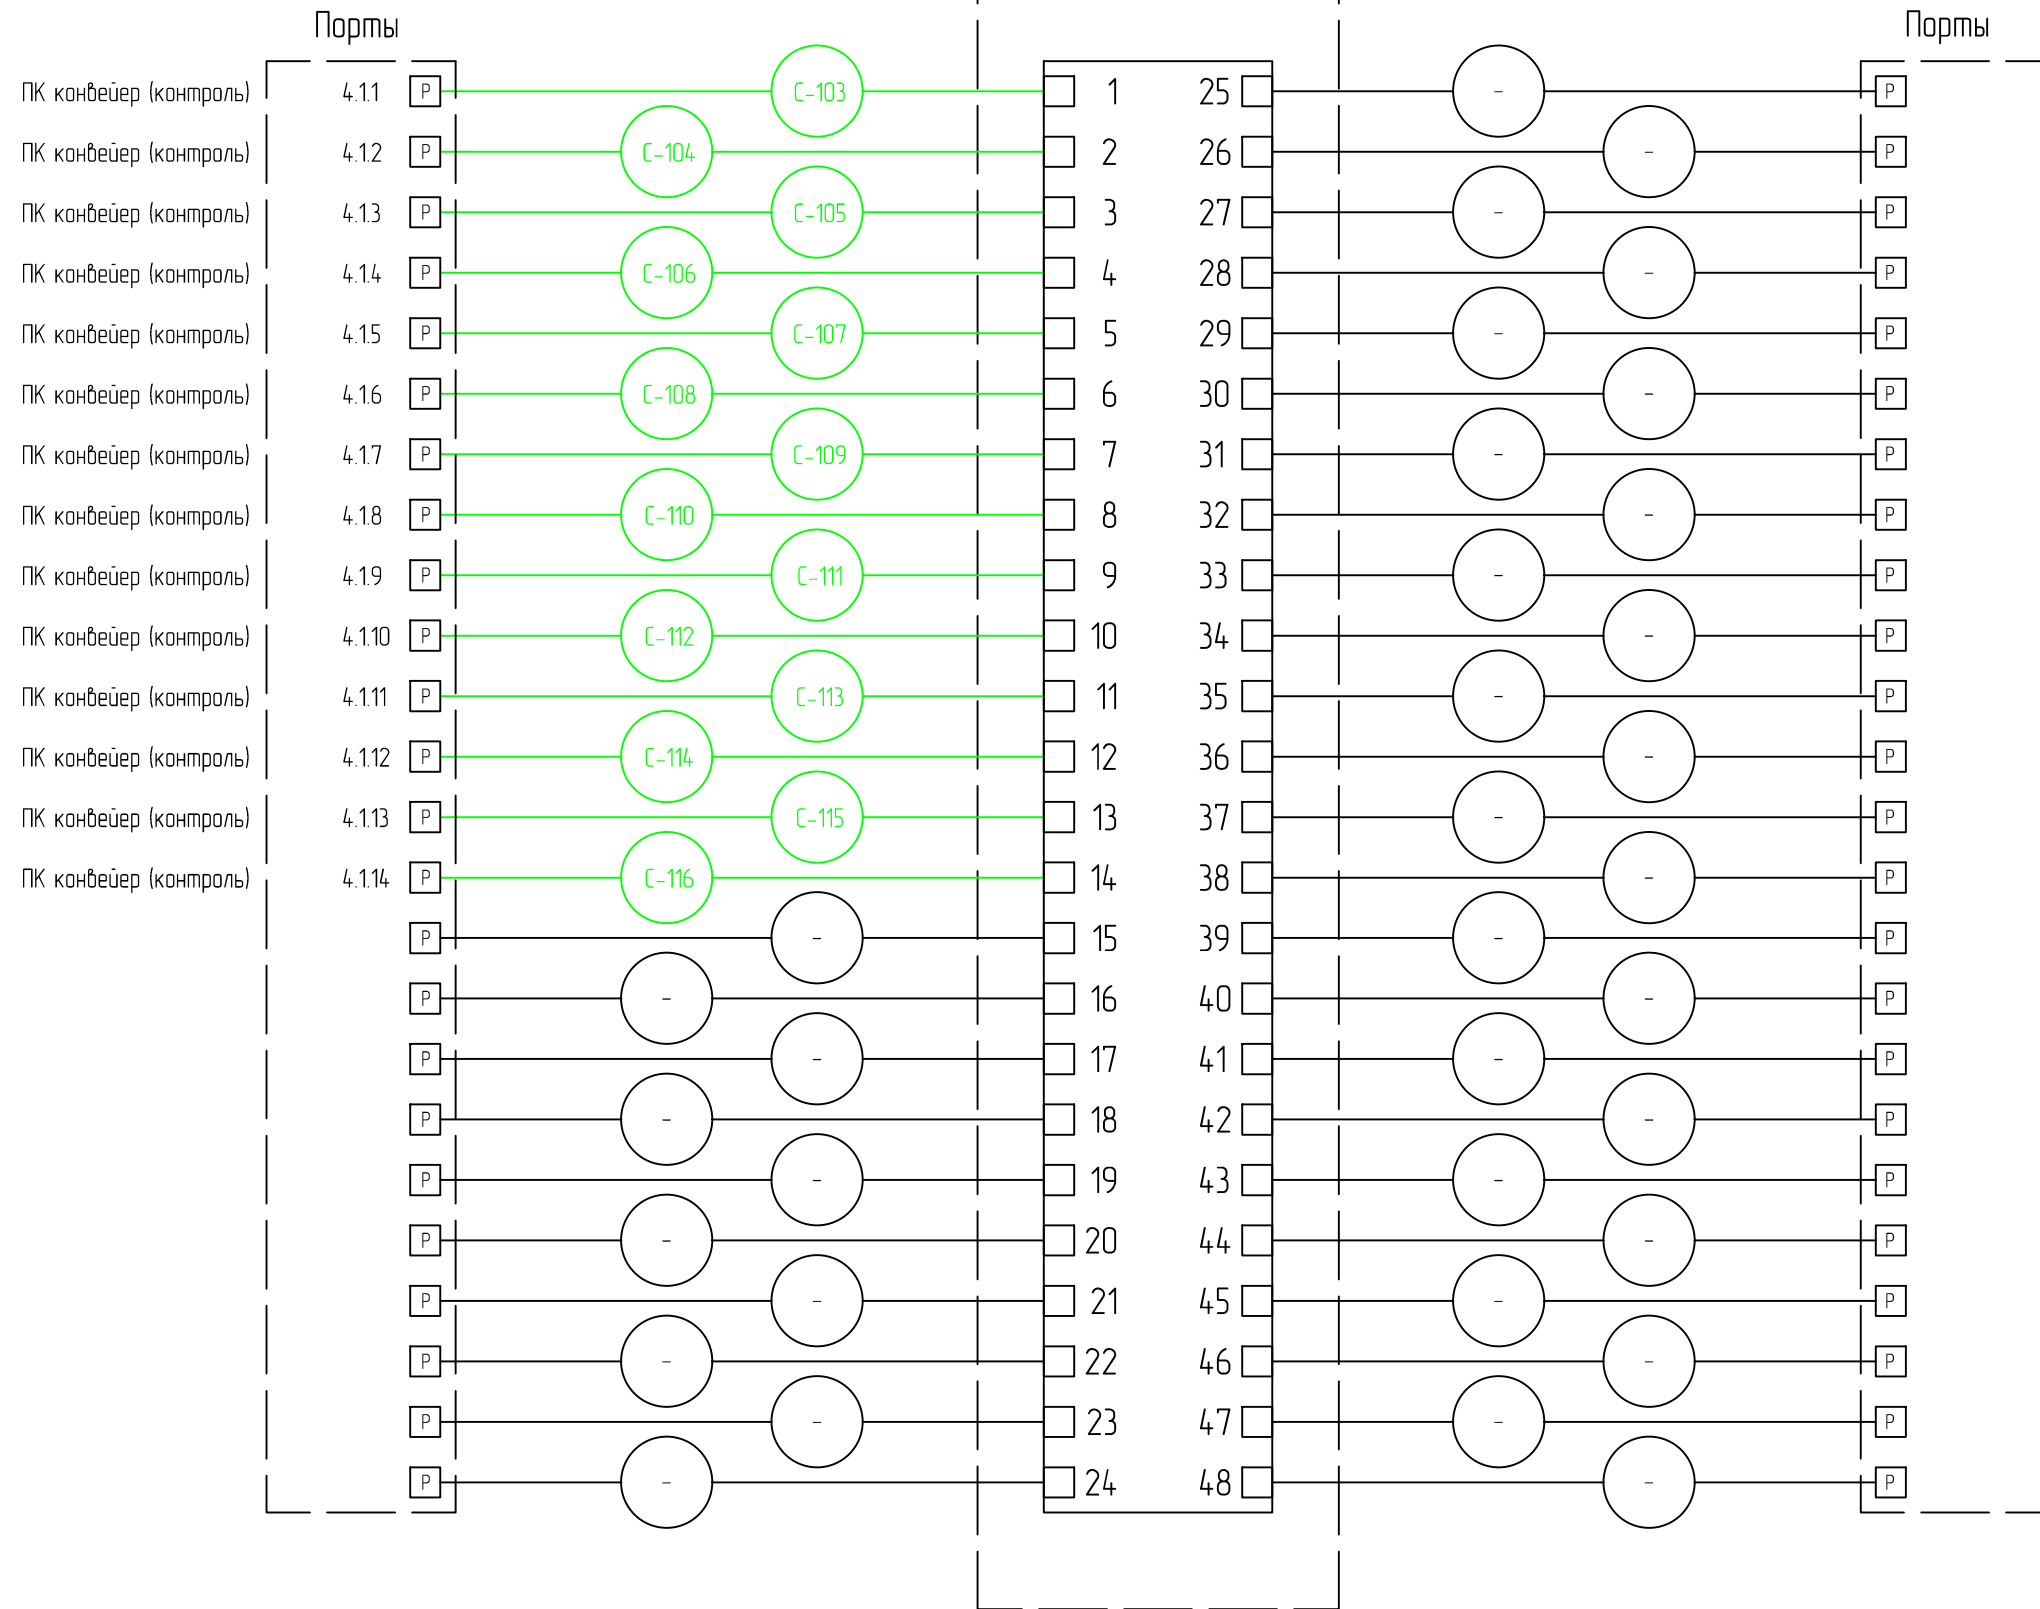 Порты Порты
ПК конвейер (контроль) 4.1.1 P С-103 1 25 - P
ПК конвейер (контроль) 4.1.2 P С-104 2 26 - P
ПК конвейер (контроль) 4.1.3 P С-105 3 27 - P
ПК конвейер (контроль) 4.1.4 P С-106 4 28 - P
ПК конвейер (контроль) 4.1.5 P С-107 5 29 - P
ПК конвейер (контроль) 4.1.6 P С-108 6 30 - P
ПК конвейер (контроль) 4.1.7 P С-109 7 31 - P
ПК конвейер (контроль) 4.1.8 P С-110 8 32 - P
ПК конвейер (контроль) 4.1.9 P С-111 9 33 - P
ПК конвейер (контроль) 4.1.10 P С-112 10 34 - P
ПК конвейер (контроль) 4.1.11 P С-113 11 35 - P
ПК конвейер (контроль) 4.1.12 P С-114 12 36 - P
ПК конвейер (контроль) 4.1.13 P С-115 13 37 - P
ПК конвейер (контроль) 4.1.14 P С-116 14 38 - P
P - 15 39 - P
P - 16 40 - P
P - 17 41 - P
P - 18 42 - P
P - 19 43 - P
P - 20 44 - P
P - 21 45 - P
P - 22 46 - P
P - 23 47 - P
P - 24 48 - P